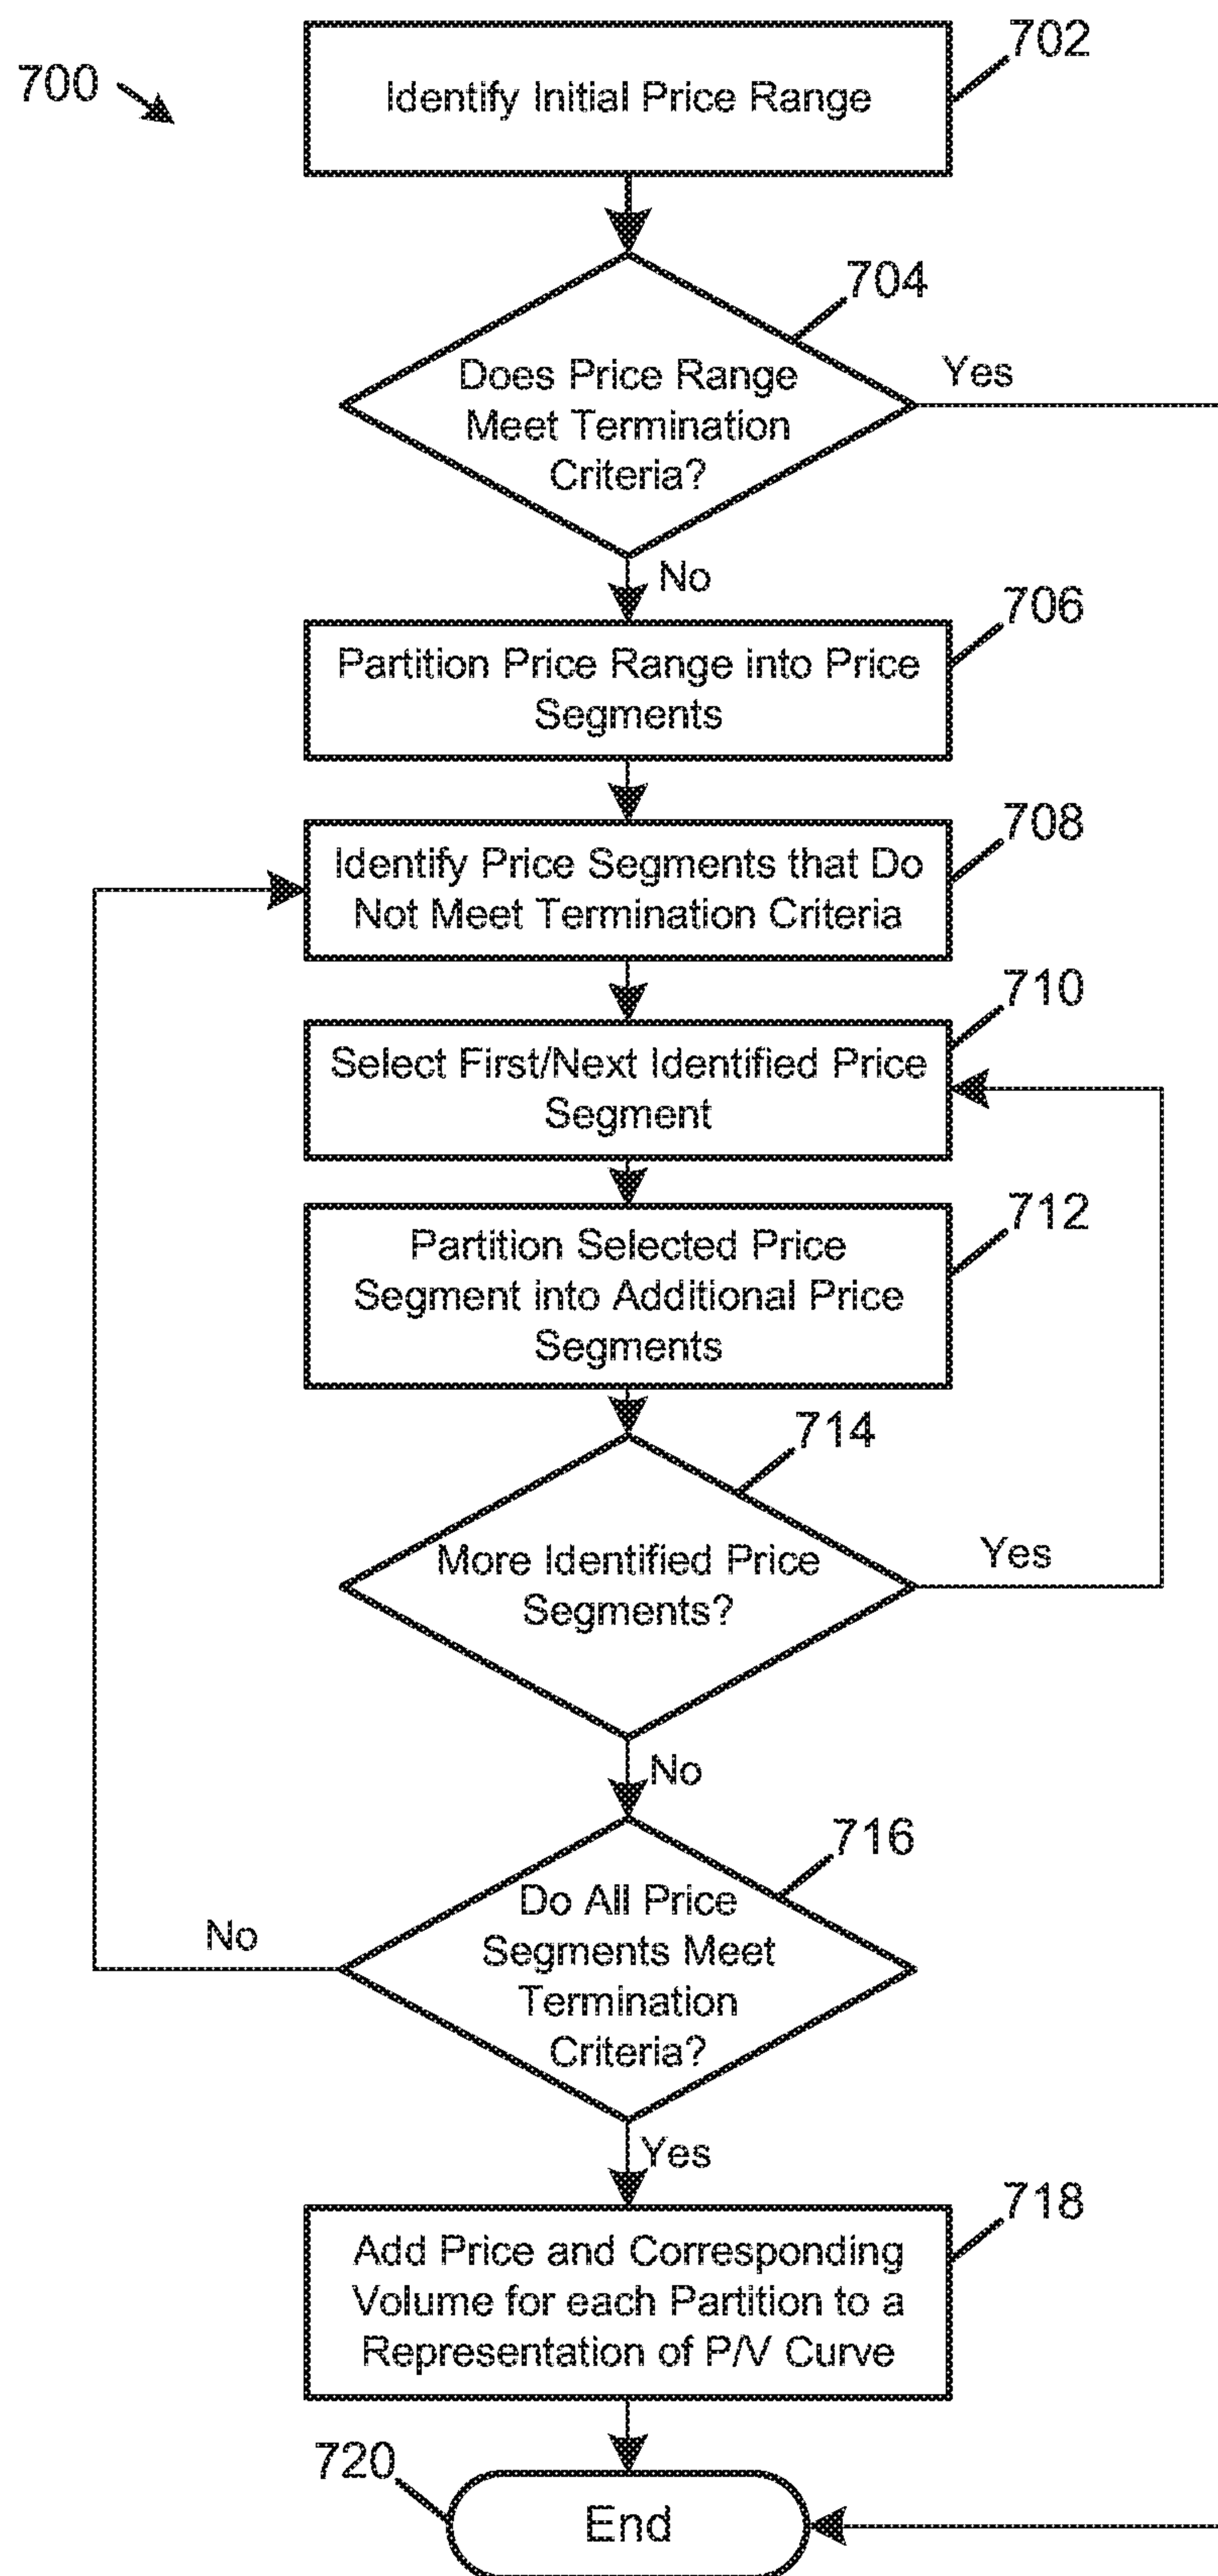 700
702
Identify Initial Price Range
704
Does Price Range
Meet Termination
Criteria?
Yes
No
706
Partition Price Range into Price
Segments
708
Identify Price Segments that Do
Not Meet Termination Criteria
710
Select First/Next Identified Price
Segment
712
Partition Selected Price
Segment into Additional Price
Segments
714
More Identified Price
Segments?
Yes
No
716
Do All Price
Segments Meet
Termination
Criteria?
No
Yes
718
Add Price and Corresponding
Volume for each Partition to a
Representation of P/V Curve
720
End